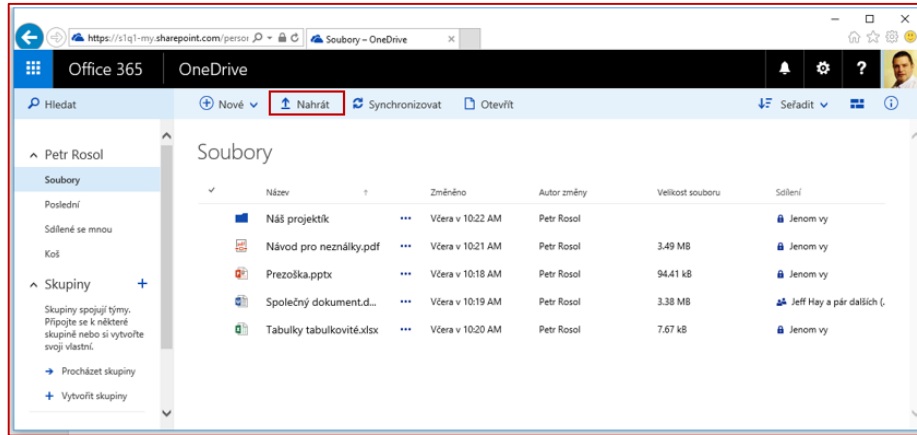 https://s1q1-my.sharepoint.com/persor
Soubory – OneDrive
Office 365
OneDrive
?
Hledat
Nové
Nahrát
Synchronizovat
Otevřít
Seřadit
Petr Rosol
Soubory
Poslední
Sdílené se mnou
Koš
Skupiny
Skupiny spojují týmy.
Připojte se k některé
skupině nebo si vytvořte
svoji vlastní.
Procházet skupiny
Vytvořit skupiny
Soubory
Název Změněno Autor změny Velikost souboru Sdílení
Náš projektík ••• Včera v 10:22 AM Petr Rosol Jenom vy
Návod pro neználky.pdf ••• Včera v 10:21 AM Petr Rosol 3.49 MB Jenom vy
Prezoška.pptx ••• Včera v 10:18 AM Petr Rosol 94.41 kB Jenom vy
Společný dokument.d... ••• Včera v 10:19 AM Petr Rosol 3.38 MB Jeff Hay a pár dalších (.
Tabulky tabulkovité.xlsx ••• Včera v 10:20 AM Petr Rosol 7.67 kB Jenom vy